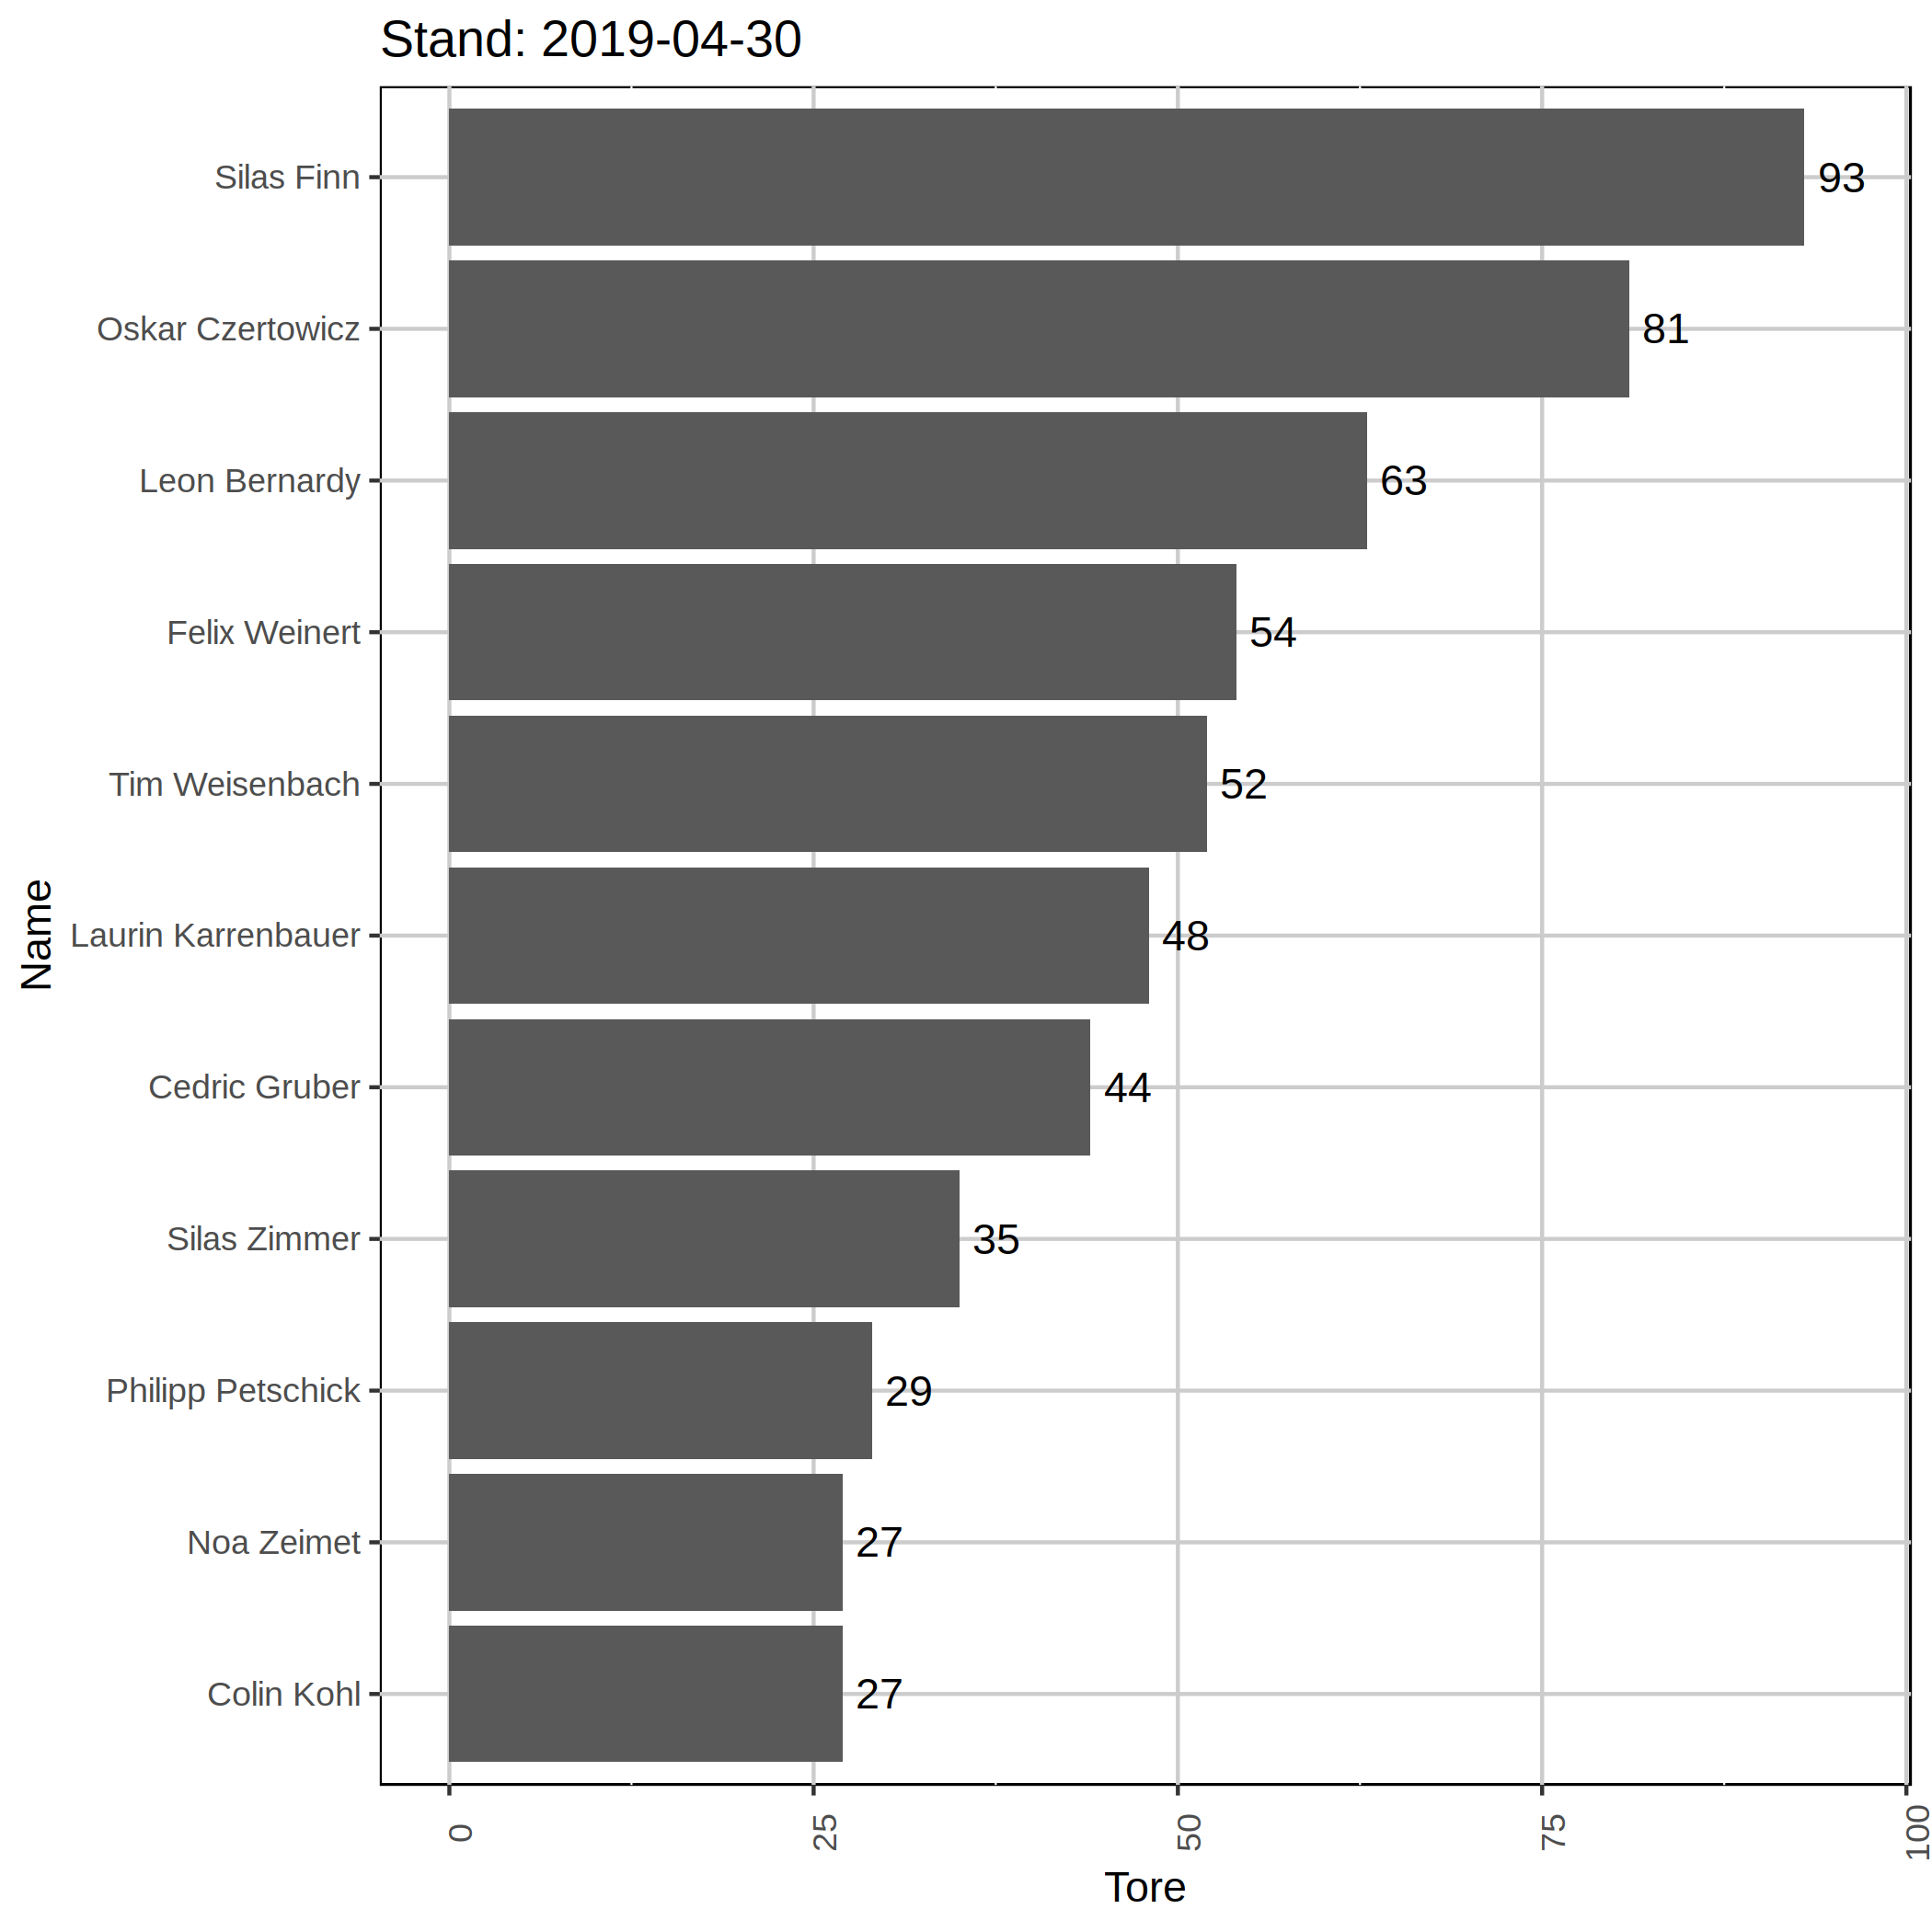 Stand: 2019-04-30
Name
Silas Finn 93
Oskar Czertowicz 81
Leon Bernardy 63
Felix Weinert 54
Tim Weisenbach 52
Laurin Karrenbauer 48
Cedric Gruber 44
Silas Zimmer 35
Philipp Petschick 29
Noa Zeimet 27
Colin Kohl 27
0 25 50 75 100
Tore